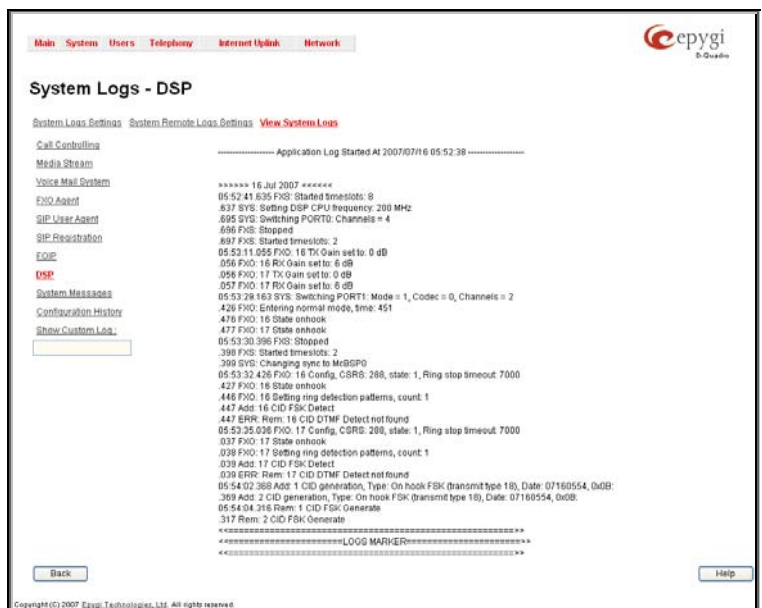 Main System Users Telephony Internet Uplink Network
epygi
D.Quadro
System Logs - DSP
System Logs Settings System Remote Logs Settings View System Logs
Call Controlling
Media Stream
Voice Mail System
FXO Agent
SIP User Agent
SIP Registration
FOIP
DSP
System Messages
Configuration History
Show Custom Log :
------------------ Application Log Started At 2007/07/16 05:52:38 ------------------
>>>>>> 16 Jul 2007 <<<<<<
05:52:41.635 FXS: Started timeslots: 8
.637 SYS: Setting DSP CPU frequency: 200 MHz
.695 SYS: Switching PORT0: Channels = 4
.696 FXS: Stopped
.697 FXS: Started timeslots: 2
05:53:11.055 FXO: 16 TX Gain set to: 0 dB
.056 FXO: 16 RX Gain set to: 6 dB
.056 FXO: 17 TX Gain set to: 0 dB
.057 FXO: 17 RX Gain set to: 6 dB
05:53:29.163 SYS: Switching PORT1: Mode = 1, Codec = 0, Channels = 2
.426 FXO: Entering normal mode, time: 451
.476 FXO: 16 State onhook
.477 FXO: 17 State onhook
05:53:30.396 FXS: Stopped
.398 FXS: Started timeslots: 2
.399 SYS: Changing sync to McBSP0
05:53:32.426 FXO: 16 Config, CSRS: 288, state: 1, Ring stop timeout: 7000
.427 FXO: 16 State onhook
.446 FXO: 16 Setting ring detection patterns, count: 1
.447 Add: 16 CID FSK Detect
.447 ERR: Rem: 16 CID DTMF Detect not found
05:53:35.036 FXO: 17 Config, CSRS: 288, state: 1, Ring stop timeout: 7000
.037 FXO: 17 State onhook
.038 FXO: 17 Setting ring detection patterns, count: 1
.039 Add: 17 CID FSK Detect
.039 ERR: Rem: 17 CID DTMF Detect not found
05:54:02.368 Add: 1 CID generation, Type: On hook FSK (transmit type 18), Date: 07160554, 0x0B:
.369 Add: 2 CID generation, Type: On hook FSK (transmit type 18), Date: 07160554, 0x0B:
05:54:04.316 Rem: 1 CID FSK Generate
.317 Rem: 2 CID FSK Generate
<<==================================================>>
<<====================LOGS MARKER====================>>
<<==================================================>>
Back
Help
Copyright (C) 2007 Epygi Technologies, Ltd. All rights reserved.